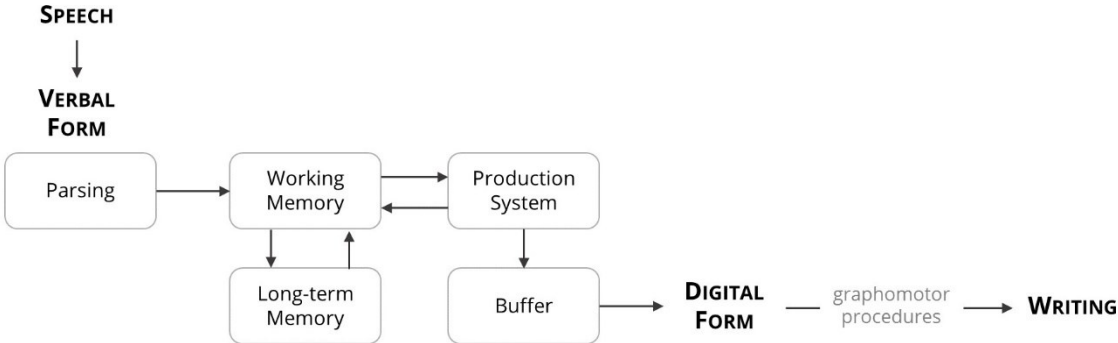 SPEECH
VERBAL
FORM
Parsing
Working
Memory
Production
System
Long-term
Memory
Buffer
DIGITAL
FORM
graphomotor
procedures
WRITING